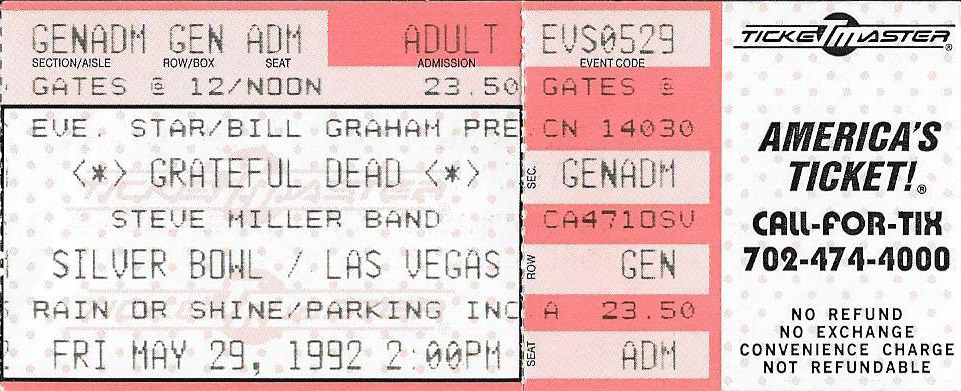 GENADM GEN ADM ADULT
SECTION/AISLE ROW/BOX SEAT ADMISSION
GATES @ 12/NOON 23.50
EVE. STAR/BILL GRAHAM PRE
<*> GRATEFUL DEAD <*>
STEVE MILLER BAND
SILVER BOWL / LAS VEGAS
RAIN OR SHINE/PARKING INC
FRI MAY 29, 1992 2:00PM
EVS0529
EVENT CODE
GATES @
CN 14030
SEC. GENADM
CA4710SV
ROW GEN
A 23.50
SEAT ADM
TICKETMASTER®
AMERICA'S
TICKET!®
CALL-FOR-TIX
702-474-4000
NO REFUND
NO EXCHANGE
CONVENIENCE CHARGE
NOT REFUNDABLE